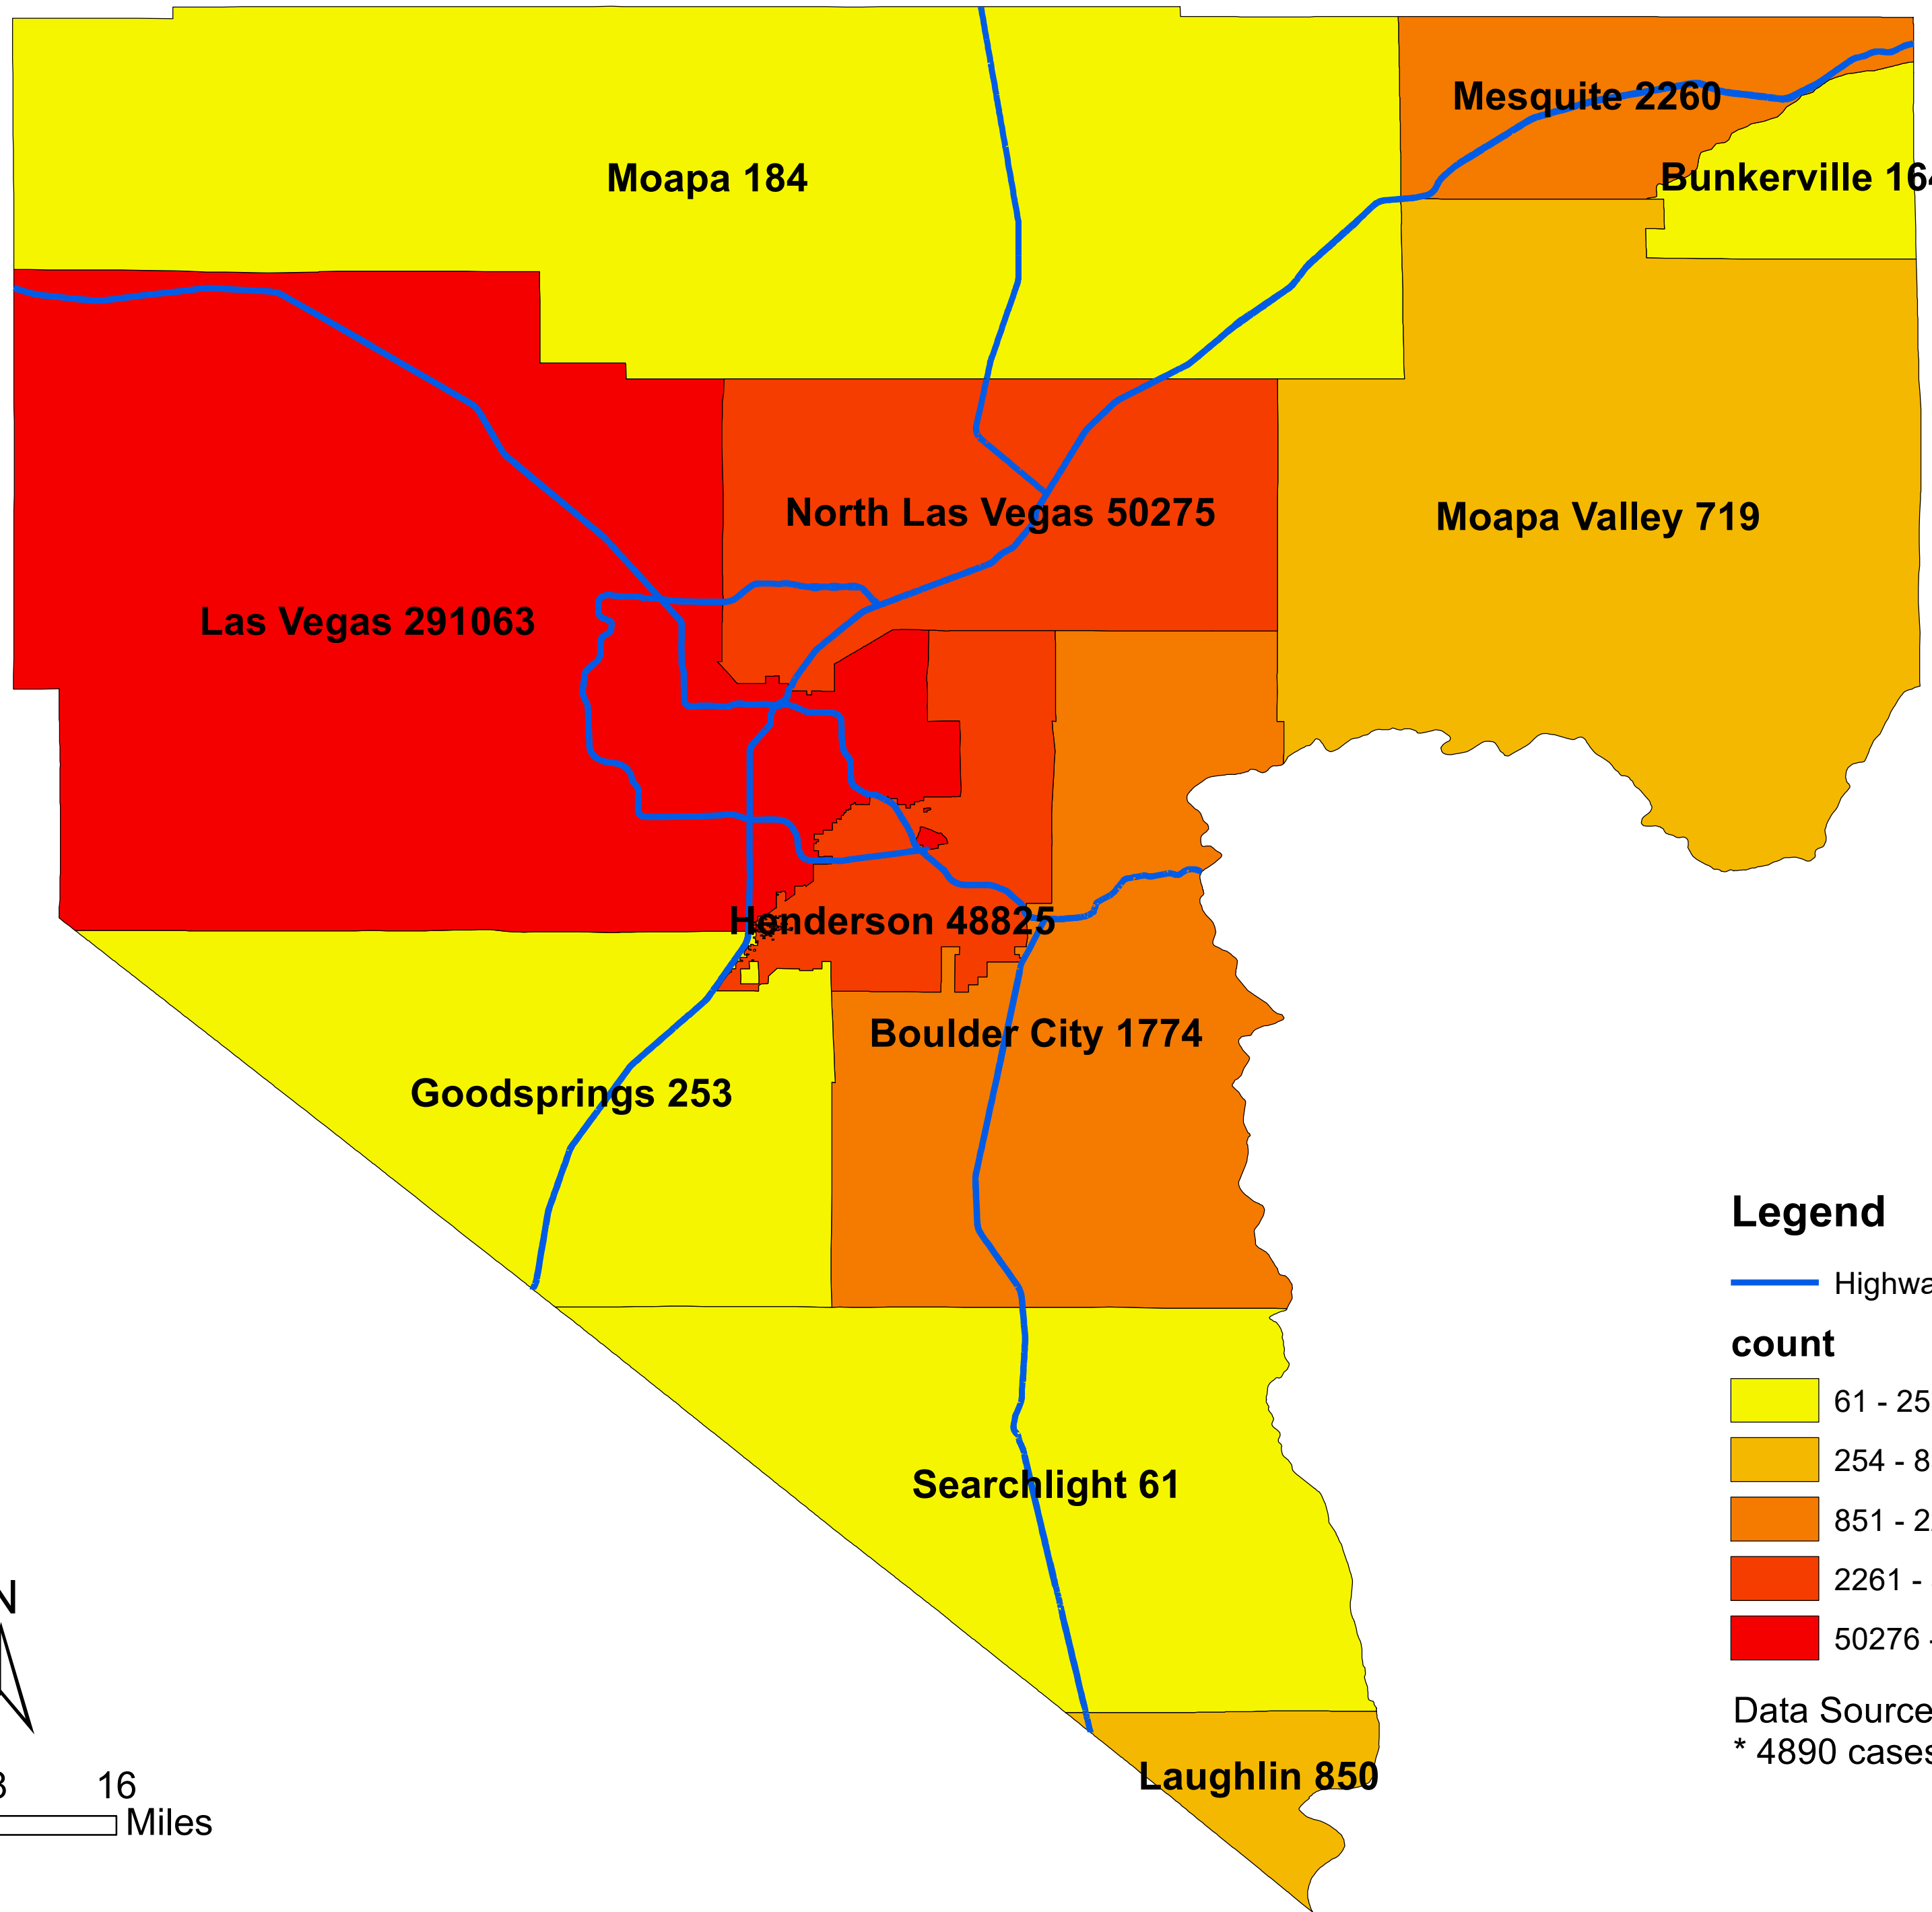 Mesquite 2260
Moapa 184
Bunkerville 164
North Las Vegas 50275
Moapa Valley 719
Las Vegas 291063
Henderson 48825
Boulder City 1774
Goodsprings 253
Legend
count
61 - 25
254 - 8
851 - 2
Searchlight 61
2261 -
N
50276 -
Data Source
* 4890 cases
Laughlin 850
16
Miles